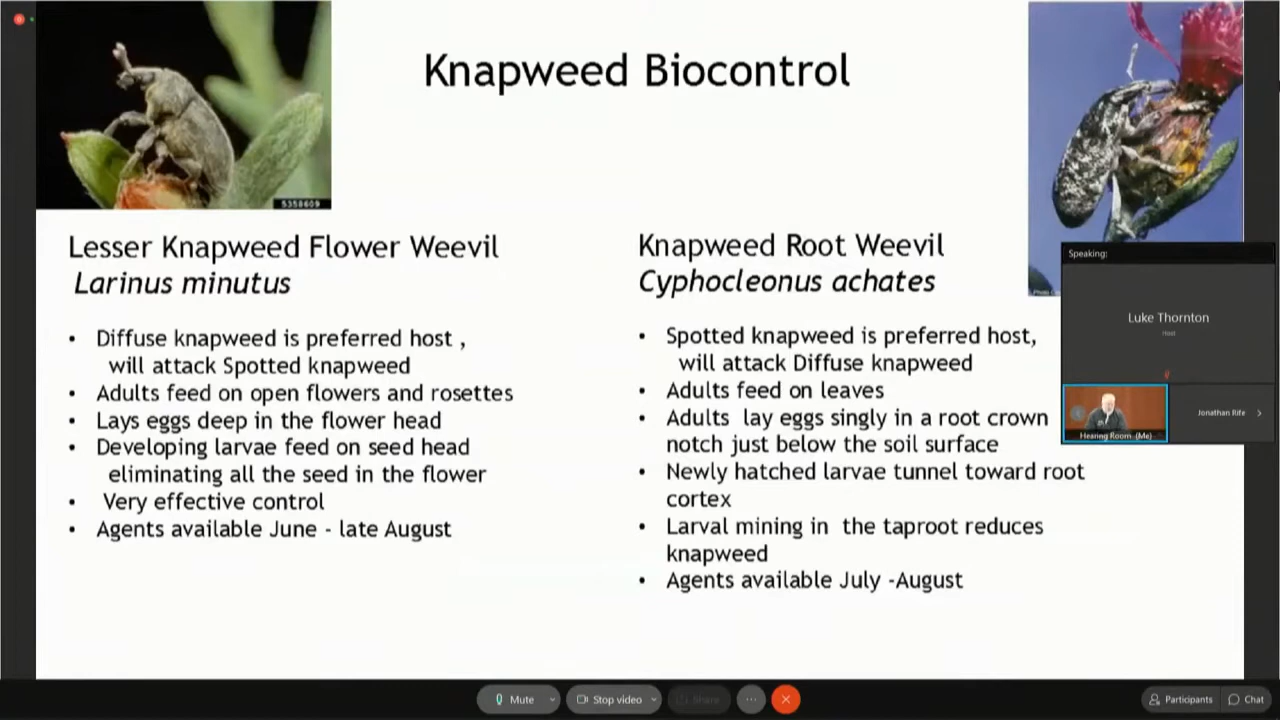 Knapweed Biocontrol
5358609
Lesser Knapweed Flower Weevil
Larinus minutus
• Diffuse knapweed is preferred host ,
will attack Spotted knapweed
• Adults feed on open flowers and rosettes
• Lays eggs deep in the flower head
• Developing larvae feed on seed head
eliminating all the seed in the flower
• Very effective control
• Agents available June - late August
Knapweed Root Weevil
Cyphocleonus achates
• Spotted knapweed is preferred host,
will attack Diffuse knapweed
• Adults feed on leaves
• Adults lay eggs singly in a root crown
notch just below the soil surface
• Newly hatched larvae tunnel toward root
cortex
• Larval mining in the taproot reduces
knapweed
• Agents available July -August
Photo
Speaking:
Luke Thornton
Host
Hearing Room (Me)
Jonathan Rife
Mute
Stop video
Share
Participants
Chat